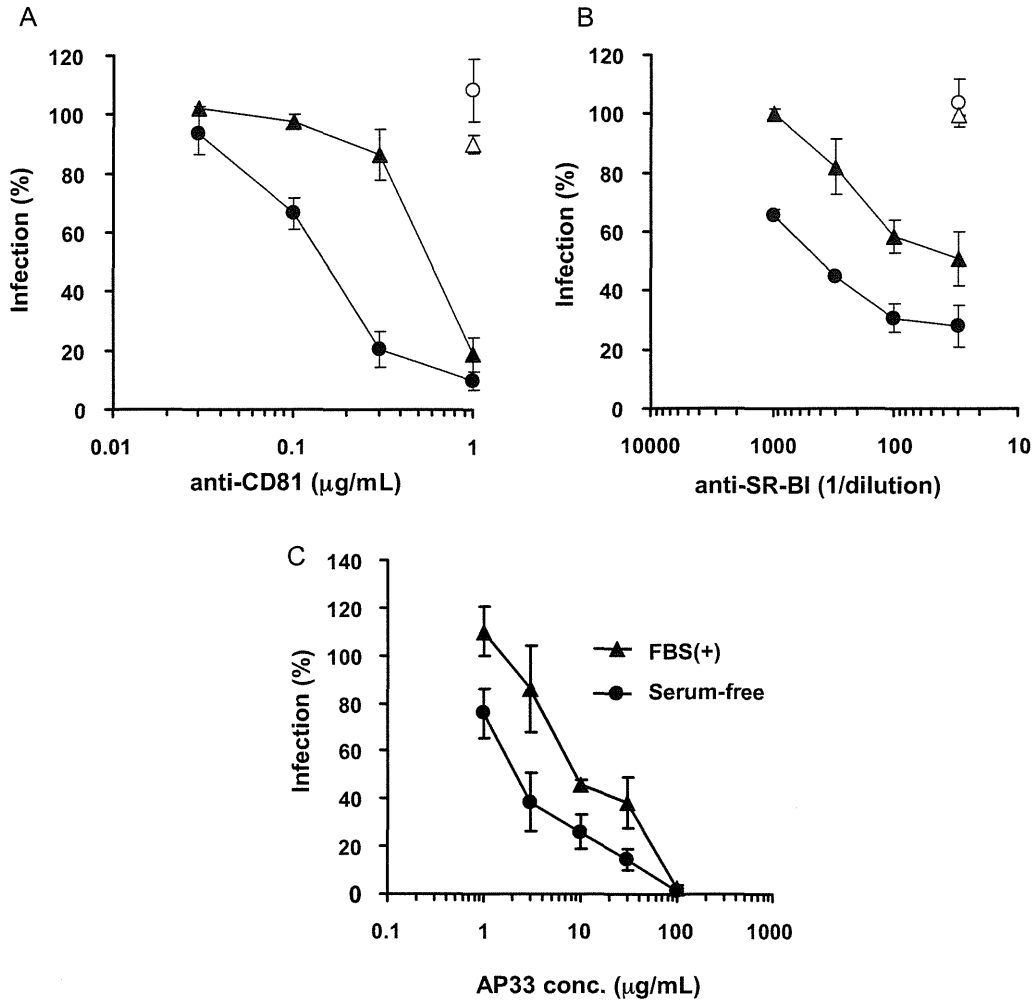 A
120
100
80
60
40
20
0
Infection (%)
0.01 0.1 1
anti-CD81 (μg/mL)
B
120
100
80
60
40
20
0
Infection (%)
10000 1000 100 10
anti-SR-BI (1/dilution)
C
140
120
100
80
60
40
20
0
Infection (%)
FBS(+)
Serum-free
0.1 1 10 100 1000
AP33 conc. (μg/mL)